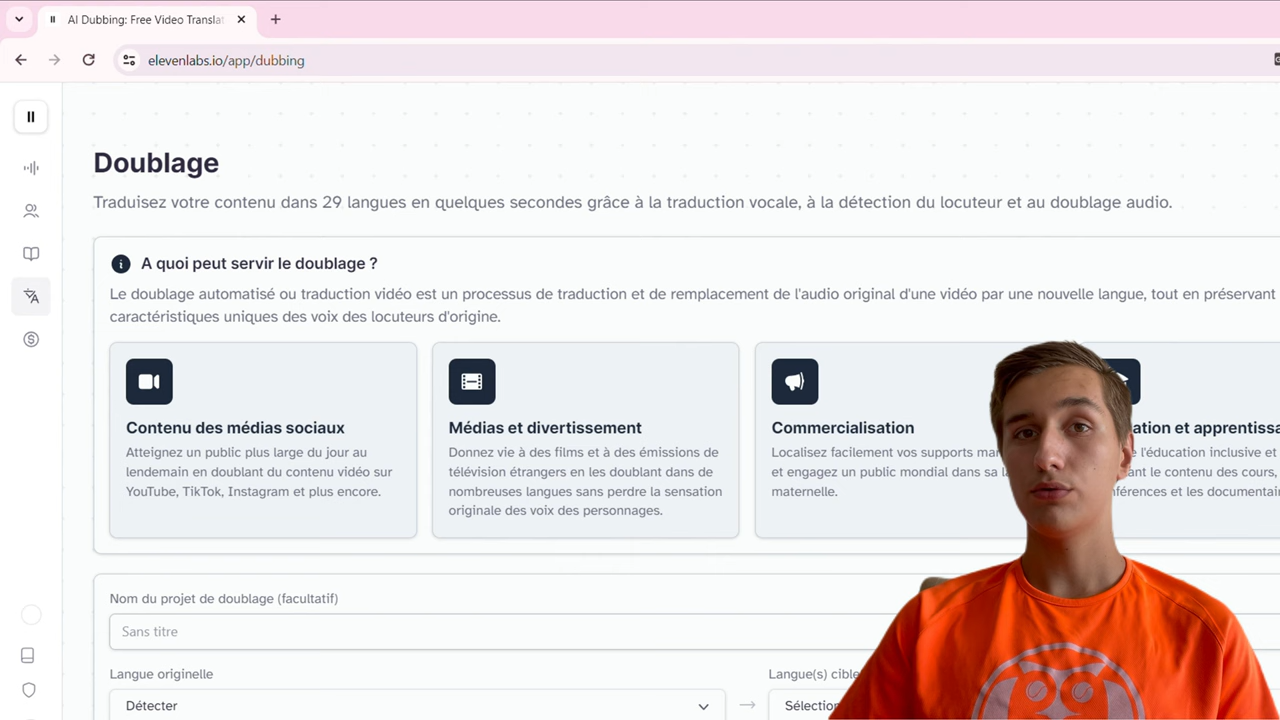 AI Dubbing: Free Video Transla
elevenlabs.io/app/dubbing
Doublage
Traduisez votre contenu dans 29 langues en quelques secondes grâce à la traduction vocale, à la détection du locuteur et au doublage audio.
A quoi peut servir le doublage ?
Le doublage automatisé ou traduction vidéo est un processus de traduction et de remplacement de l'audio original d'une vidéo par une nouvelle langue, tout en préservant
caractéristiques uniques des voix des locuteurs d'origine.
Contenu des médias sociaux
Atteignez un public plus large du jour au
lendemain en doublant du contenu vidéo sur
YouTube, TikTok, Instagram et plus encore.
Médias et divertissement
Donnez vie à des films et à des émissions de
télévision étrangers en les doublant dans de
nombreuses langues sans perdre la sensation
originale des voix des personnages.
Commercialisation
Localisez facilement vos supports
et engagez un public mondial dans sa
maternelle.
et
l'éducation inclusive et
le contenu des cours,
et les
Nom du projet de doublage (facultatif)
Sans titre
Langue originelle
Détecter
Langue(s)